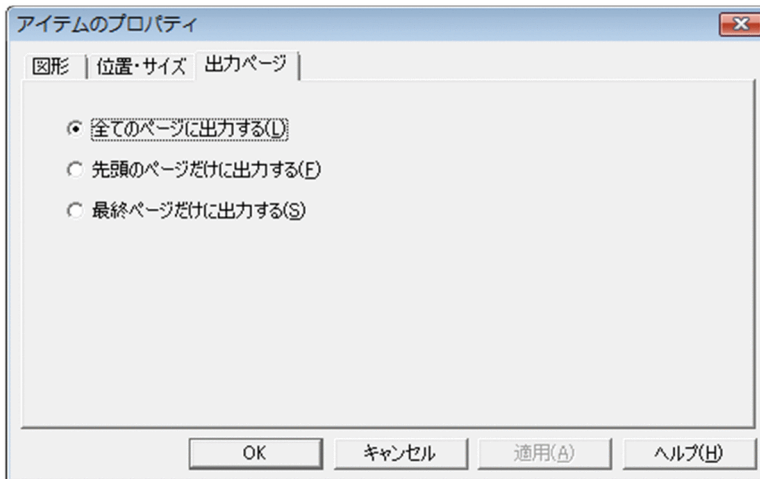 アイテムのプロパティ
図形 位置・サイズ 出力ページ
全てのページに出力する(L)
先頭のページだけに出力する(F)
最終ページだけに出力する(S)
OK キャンセル 適用(A) ヘルプ(H)